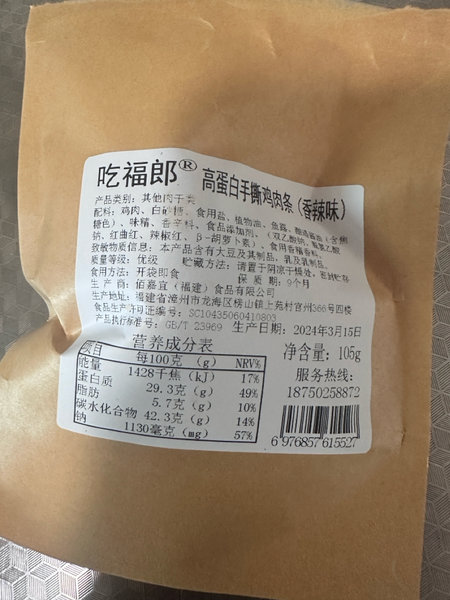 吃福郎® 高蛋白手撕鸡肉条（香辣味）
产品类别：其他肉干类
配料：鸡肉、白砂糖、食用盐、植物油、鱼露、酿造酱油（含焦
糖色）、味精、香辛料、食品添加剂、（双乙酸钠、
钠、红曲红、辣椒红、β-胡萝卜素）、食用香精香料。
致敏物质信息：本产品含有大豆及其制品，乳及乳制品。
质量等级：优级 贮藏方法：请置于阴凉干燥处，
食用方法：开袋即食 保 质 期：9个月
生产商：佰嘉宜（福建）食品有限公司
生产地址：福建省漳州市龙海区榜山镇上苑村宫州366号四楼
食品生产许可证编号：SC10435060410803
产品执行标准号：GB/T 23969 生产日期：2024年3月15日
营养成分表
项目 每100克 (g) NRV%
能量 1428千焦 (kJ) 17%
蛋白质 29.3克 (g) 49%
脂肪 5.7克 (g) 10%
碳水化合物 42.3克 (g) 14%
钠 1130毫克 (mg) 57%
净含量：105g
服务热线：
18750258872
6 976857 615527